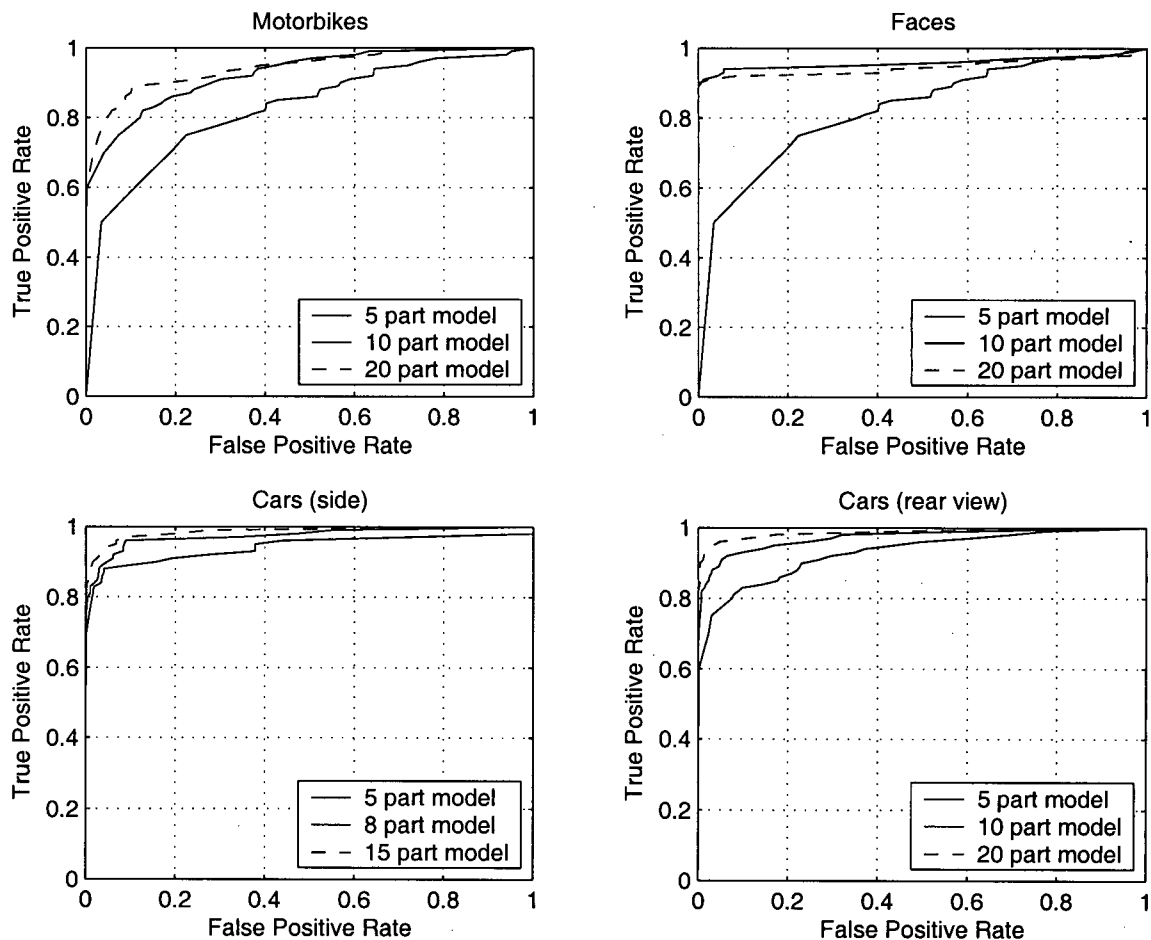 Motorbikes
1
0.8
0.6
0.4
0.2
0
0 0.2 0.4 0.6 0.8 1
True Positive Rate
False Positive Rate
5 part model
10 part model
20 part model
Faces
1
0.8
0.6
0.4
0.2
0
0 0.2 0.4 0.6 0.8 1
True Positive Rate
False Positive Rate
5 part model
10 part model
20 part model
Cars (side)
1
0.8
0.6
0.4
0.2
0
0 0.2 0.4 0.6 0.8 1
True Positive Rate
False Positive Rate
5 part model
8 part model
15 part model
Cars (rear view)
1
0.8
0.6
0.4
0.2
0
0 0.2 0.4 0.6 0.8 1
True Positive Rate
False Positive Rate
5 part model
10 part model
20 part model